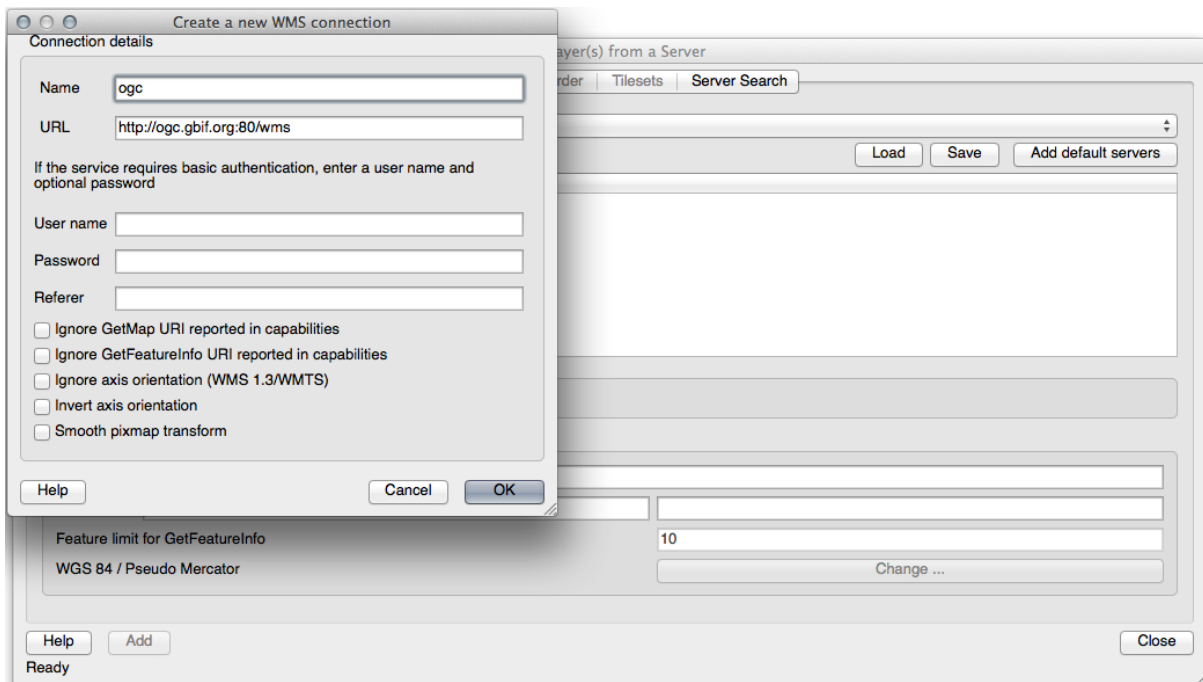 Create a new WMS connection
Connection details
Name ogc
URL http://ogc.gbif.org:80/wms
If the service requires basic authentication, enter a user name and
optional password
User name
Password
Referer
Ignore GetMap URI reported in capabilities
Ignore GetFeatureInfo URI reported in capabilities
Ignore axis orientation (WMS 1.3/WMTS)
Invert axis orientation
Smooth pixmap transform
Help Cancel OK
ayer(s) from a Server
rder Tilesets Server Search
Load Save Add default servers
Feature limit for GetFeatureInfo 10
WGS 84 / Pseudo Mercator Change ...
Help Add Close
Ready